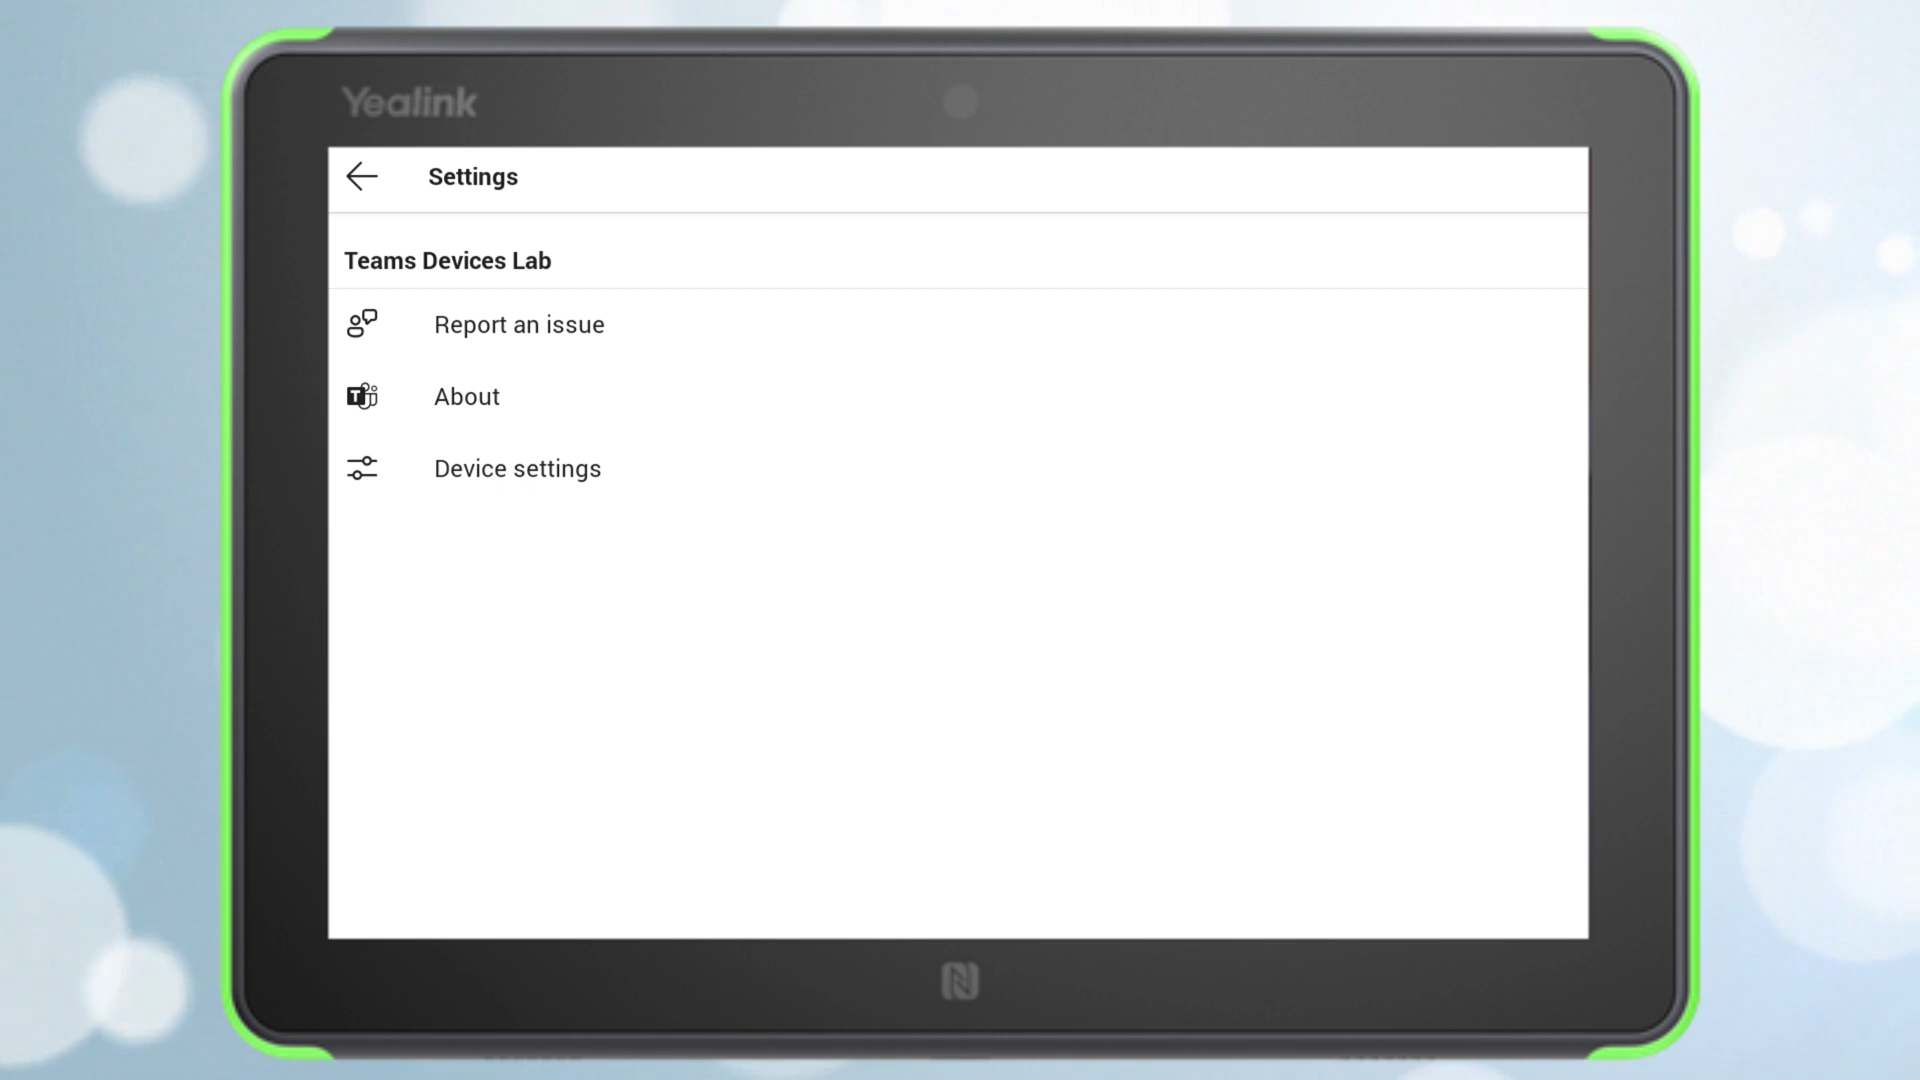 Yealink
Settings
Teams Devices Lab
Report an issue
About
Device settings